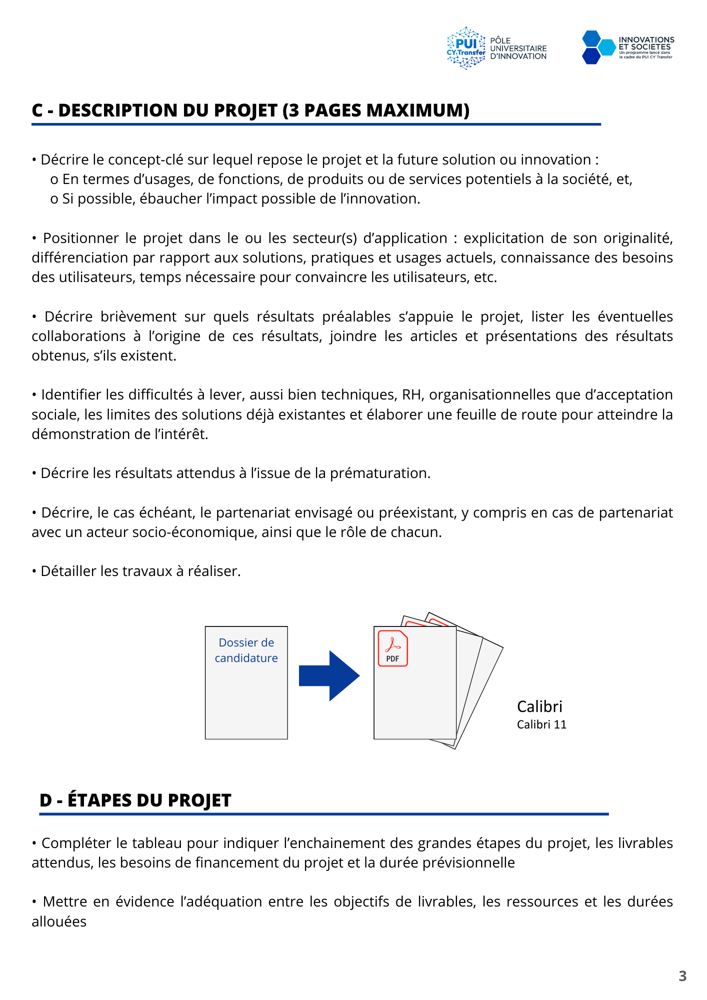 PUI
CY Transfer
PÔLE
UNIVERSITAIRE
D'INNOVATION
INNOVATIONS
ET SOCIETES
Un programme lancé dans
le cadre du PUI CY Transfer
C - DESCRIPTION DU PROJET (3 PAGES MAXIMUM)
• Décrire le concept-clé sur lequel repose le projet et la future solution ou innovation :
o En termes d’usages, de fonctions, de produits ou de services potentiels à la société, et,
o Si possible, ébaucher l’impact possible de l’innovation.
• Positionner le projet dans le ou les secteur(s) d’application : explicitation de son originalité,
différenciation par rapport aux solutions, pratiques et usages actuels, connaissance des besoins
des utilisateurs, temps nécessaire pour convaincre les utilisateurs, etc.
• Décrire brièvement sur quels résultats préalables s’appuie le projet, lister les éventuelles
collaborations à l’origine de ces résultats, joindre les articles et présentations des résultats
obtenus, s’ils existent.
• Identifier les difficultés à lever, aussi bien techniques, RH, organisationnelles que d’acceptation
sociale, les limites des solutions déjà existantes et élaborer une feuille de route pour atteindre la
démonstration de l’intérêt.
• Décrire les résultats attendus à l’issue de la prématuration.
• Décrire, le cas échéant, le partenariat envisagé ou préexistant, y compris en cas de partenariat
avec un acteur socio-économique, ainsi que le rôle de chacun.
• Détailler les travaux à réaliser.
Dossier de
candidature
PDF
Calibri
Calibri 11
D - ÉTAPES DU PROJET
• Compléter le tableau pour indiquer l’enchainement des grandes étapes du projet, les livrables
attendus, les besoins de financement du projet et la durée prévisionnelle
• Mettre en évidence l’adéquation entre les objectifs de livrables, les ressources et les durées
allouées
3